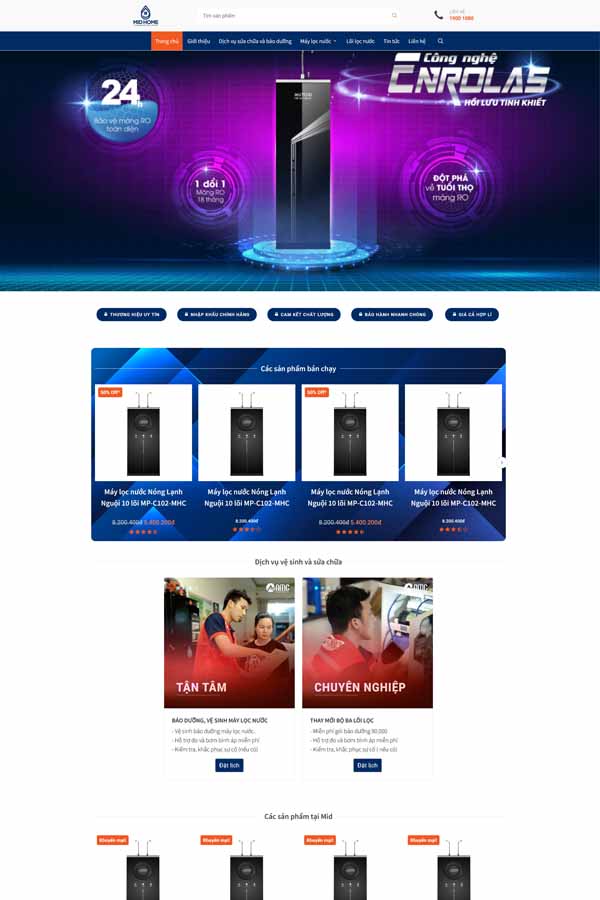 MID HOME
Tìm sản phẩm
LIÊN HỆ
1900 1080
Trang chủ
Giới thiệu
Dịch vụ sửa chữa và bảo dưỡng
Máy lọc nước
Lõi lọc nước
Tin tức
Liên hệ
Công nghệ
ENROLAS
HỒI LƯU TINH KHIẾT
24h
Bảo vệ màng RO
toàn diện
1 đổi 1
Màng RO
18 tháng
ĐỘT PHÁ
về TUỔI THỌ
màng RO
THƯƠNG HIỆU UY TÍN
NHẬP KHẨU CHÍNH HÃNG
CAM KẾT CHẤT LƯỢNG
BẢO HÀNH NHANH CHÓNG
GIÁ CẢ HỢP LÍ
Các sản phẩm bán chạy
50% Off*
50% Off*
Máy lọc nước Nóng Lạnh
Nguội 10 lõi MP-C102-MHC
8.200.400đ 5.400.200đ
Máy lọc nước Nóng Lạnh
Nguội 10 lõi MP-C102-MHC
8.200.400đ
Máy lọc nước Nóng Lạnh
Nguội 10 lõi MP-C102-MHC
8.200.400đ 5.400.200đ
Máy lọc nước Nóng Lạnh
Nguội 10 lõi MP-C102-MHC
8.200.400đ
Dịch vụ vệ sinh và sửa chữa
AMG
TẬN TÂM
BẢO DƯỠNG, VỆ SINH MÁY LỌC NƯỚC
- Vệ sinh bảo dưỡng máy lọc nước.
- Hỗ trợ đo và bơm bình áp miễn phí
- Kiểm tra, khắc phục sự cố (nếu có)
Đặt lịch
AMG
CHUYÊN NGHIỆP
THAY MỚI BỘ BA LÕI LỌC
- Miễn phí gói bảo dưỡng 90,000
- Hỗ trợ đo và bơm bình áp miễn phí
- Kiểm tra, khắc phục sự cố ( nếu có)
Đặt lịch
Các sản phẩm tại Mid
Khuyến mại!
Khuyến mại!
Khuyến mại!
Khuyến mại!